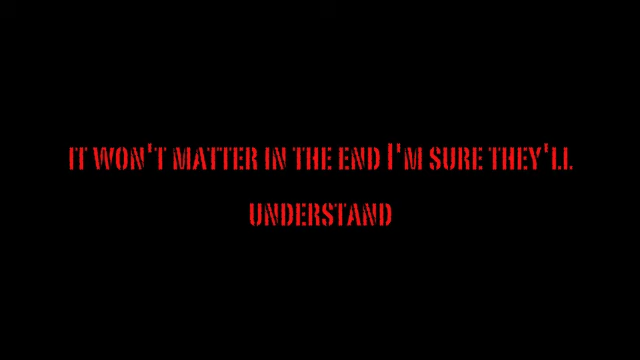 IT WON'T MATTER IN THE END I'M SURE THEY'LL
UNDERSTAND